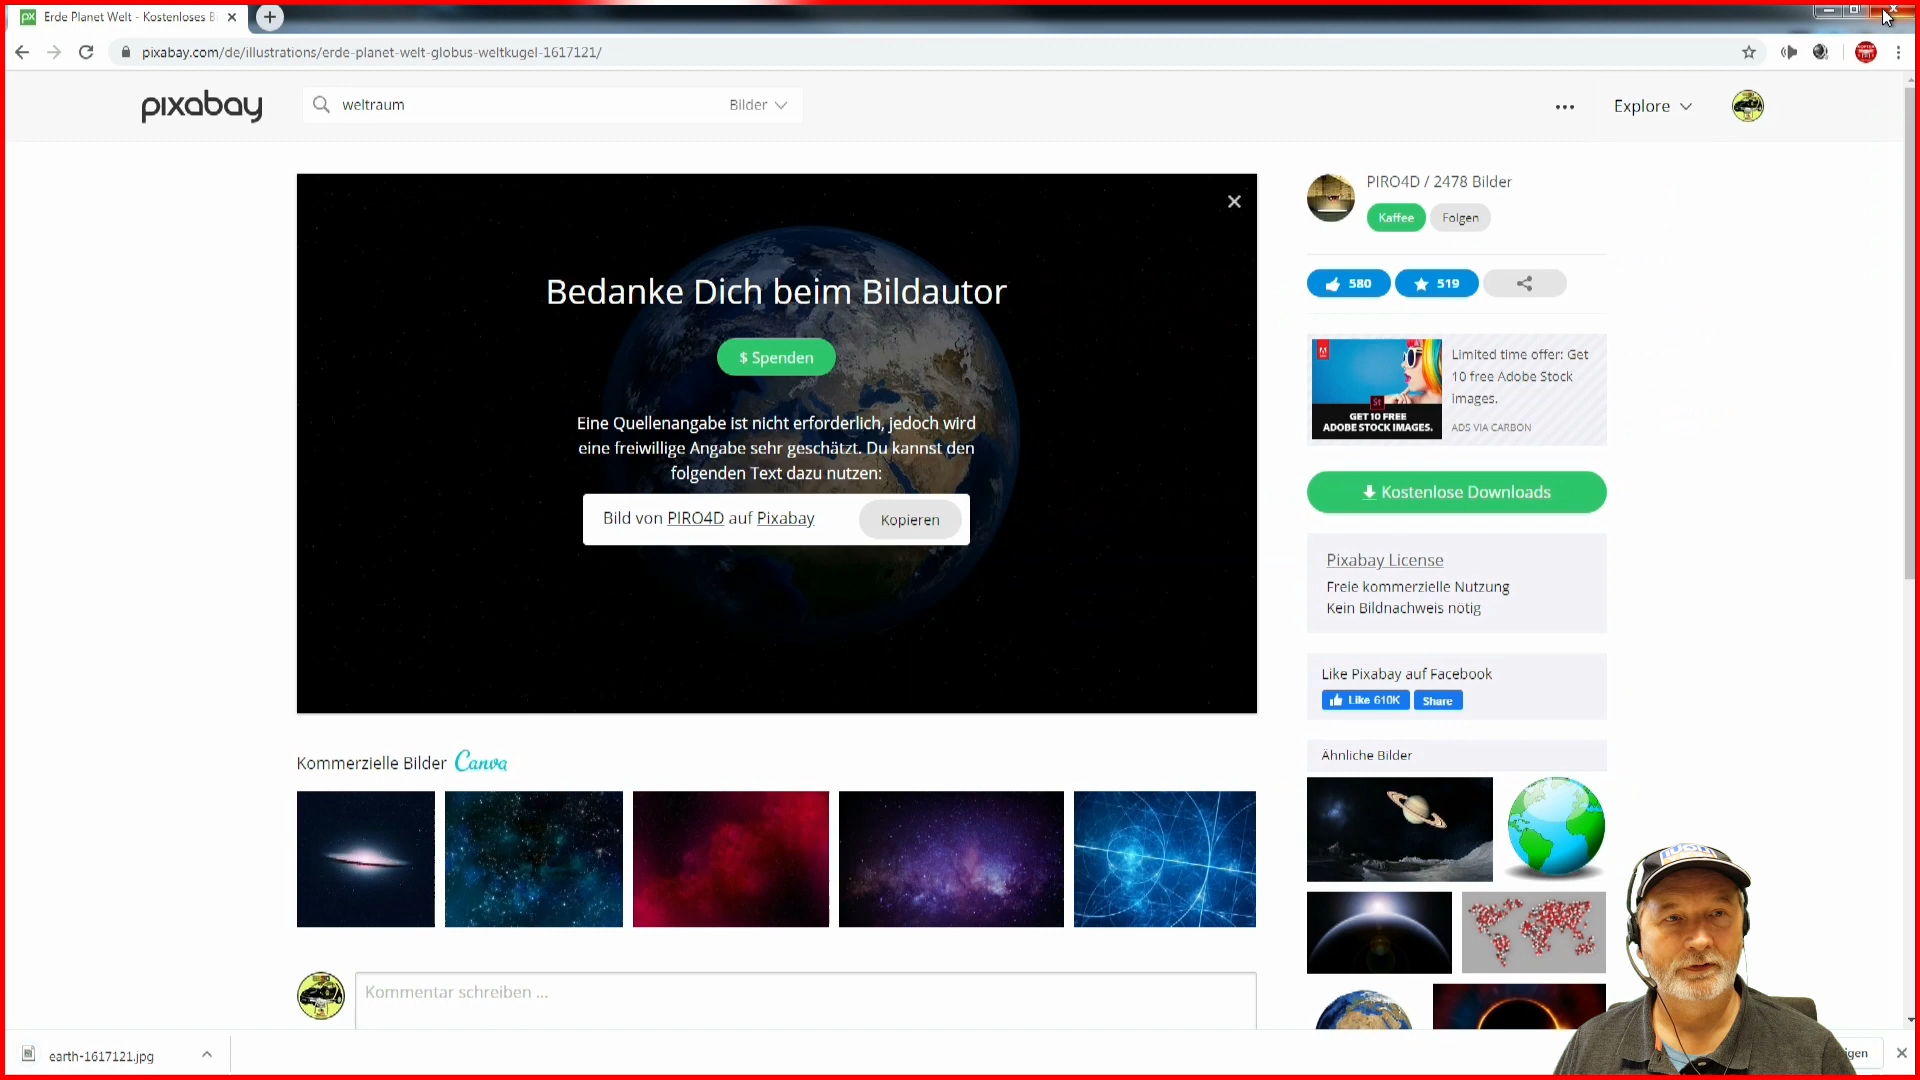 Erde Planet Welt - Kostenloses B
pixabay.com/de/illustrations/erde-planet-welt-globus-weltkugel-1617121/
pixabay
weltraum
Bilder
Explore
Bedanke Dich beim Bildautor
$ Spenden
Eine Quellenangabe ist nicht erforderlich, jedoch wird
eine freiwillige Angabe sehr geschätzt. Du kannst den
folgenden Text dazu nutzen:
Bild von PIRO4D auf Pixabay
Kopieren
PIRO4D / 2478 Bilder
Kaffee
Folgen
580
519
GET 10 FREE
ADOBE STOCK IMAGES.
St
Limited time offer: Get
10 free Adobe Stock
images.
ADS VIA CARBON
Kostenlose Downloads
Pixabay License
Freie kommerzielle Nutzung
Kein Bildnachweis nötig
Like Pixabay auf Facebook
Like 610K
Share
Ähnliche Bilder
Kommerzielle Bilder Canva
Kommentar schreiben ...
earth-1617121.jpg